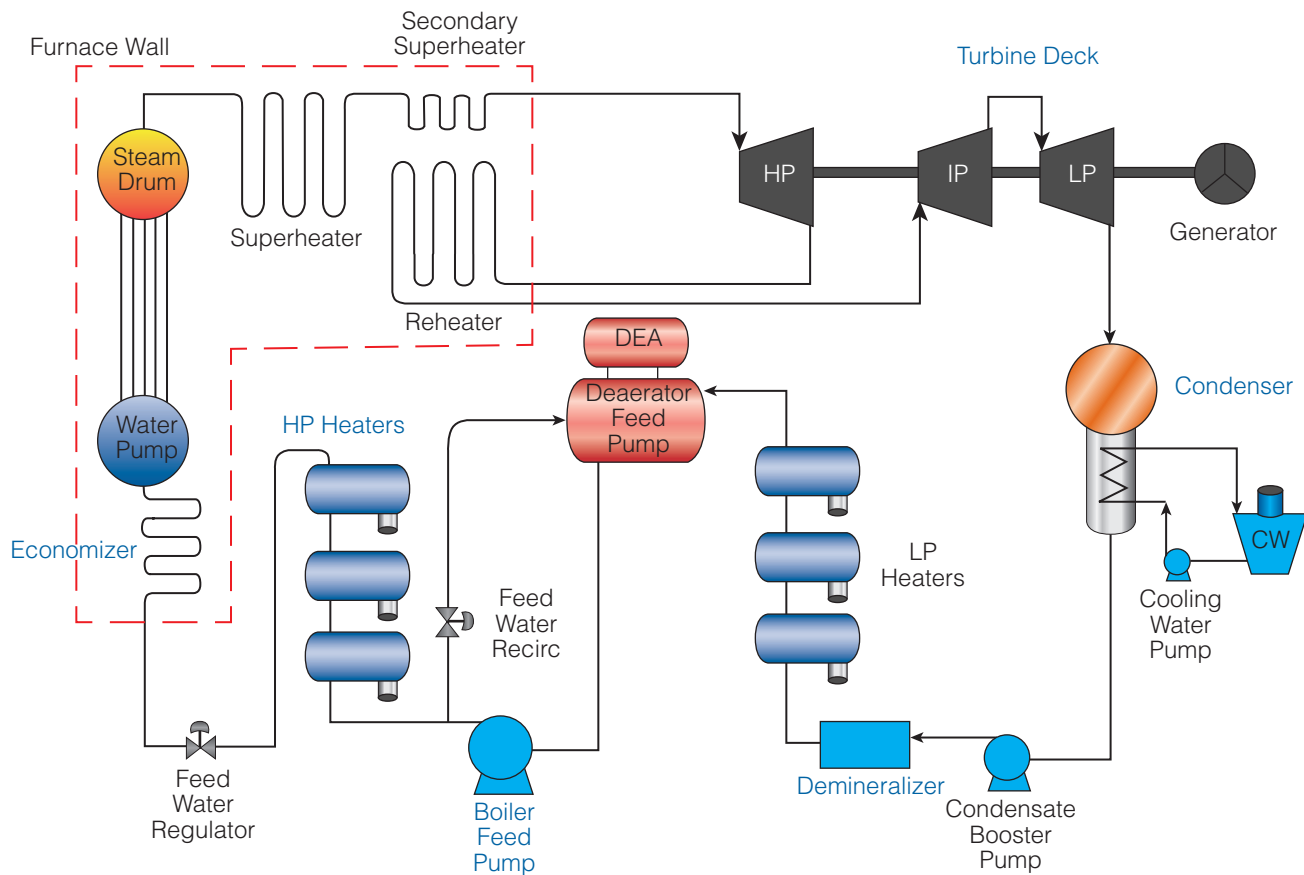 Secondary
Superheater
Furnace Wall
Turbine Deck
Steam
Drum
HP
IP
LP
Superheater
Generator
Reheater
DEA
Deaerator
Feed
Pump
Condenser
Water
Pump
HP Heaters
Economizer
LP
Heaters
CW
Feed
Water
Recirc
Cooling
Water
Pump
Feed
Water
Regulator
Boiler
Feed
Pump
Demineralizer
Condensate
Booster
Pump